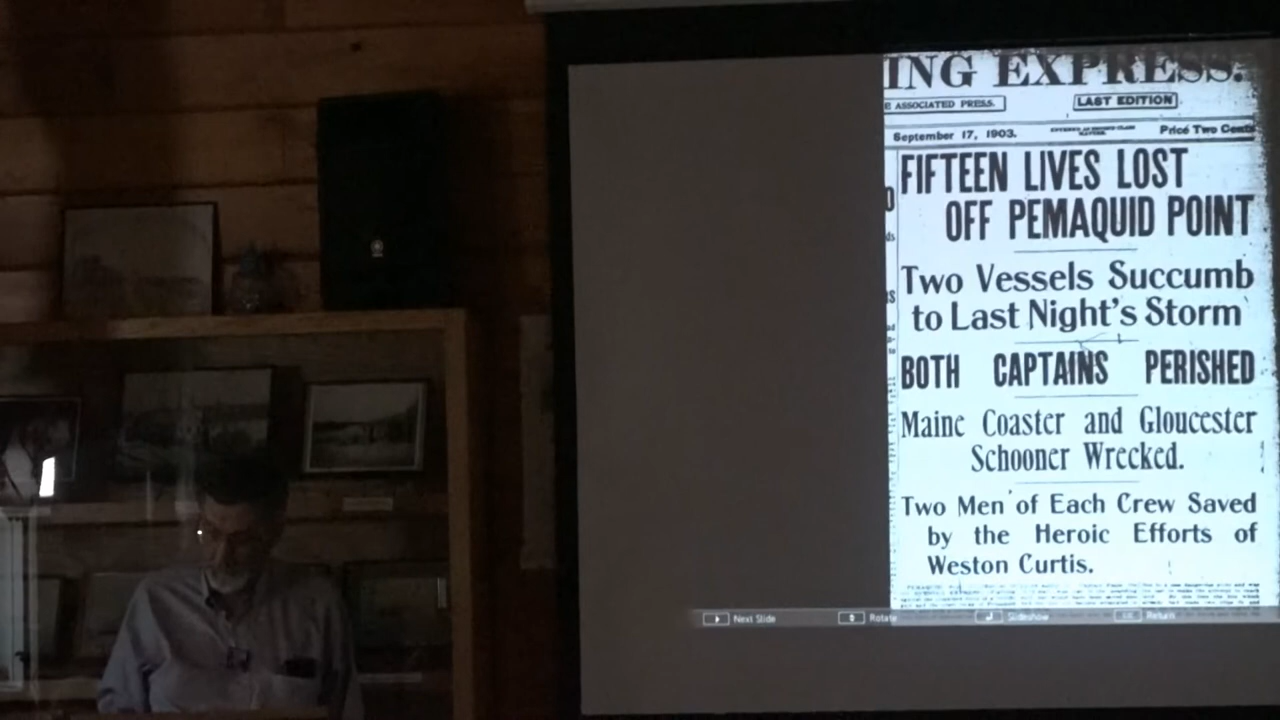 ING EXPRESS.
E ASSOCIATED PRESS.
LAST EDITION
September 17, 1903.
Price Two Cents
FIFTEEN LIVES LOST
OFF PEMAQUID POINT
Two Vessels Succumb
to Last Night's Storm
BOTH CAPTAINS PERISHED
Maine Coaster and Gloucester
Schooner Wrecked.
Two Men of Each Crew Saved
by the Heroic Efforts of
Weston Curtis.
Next Slide
Rotate
Slideshow
Return